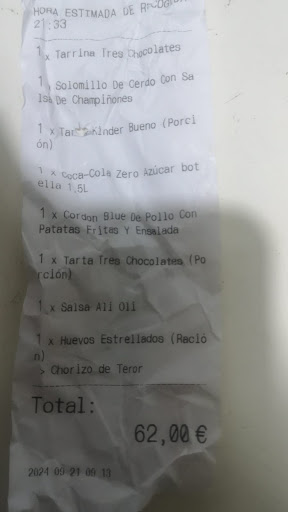 HORA ESTIMADA DE RECOGIDA
21:33
1 x Tarrina Tres Chocolates
1 x Solomillo De Cerdo Con Sa
lsa De Champiñones
1 x Tarta Kinder Bueno (Porci
ón)
1 x Coca-Cola Zero Azúcar bot
ella 1.5L
1 x Cordon Blue De Pollo Con
Patatas Fritas Y Ensalada
1 x Tarta Tres Chocolates (Po
rción)
1 x Salsa Ali Oli
1 x Huevos Estrellados (Ració
n)
> Chorizo de Teror
Total:
62,00 €
2024 09 21 09 13